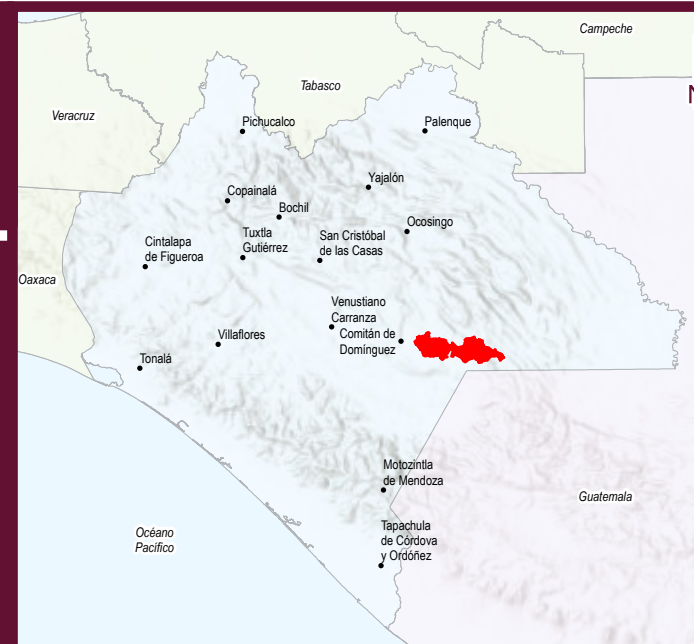 Campeche
Tabasco
N
Veracruz
Pichucalco
Palenque
Yajalón
Copainalá
Bochil
Ocosingo
Tuxtla
Gutiérrez
San Cristóbal
de las Casas
Cintalapa
de Figueroa
Oaxaca
Venustiano
Carranza
Villaflores
Comitán de
Domínguez
Tonalá
Motozintla
de Mendoza
Guatemala
Océano
Pacífico
Tapachula
de Córdova
y Ordóñez